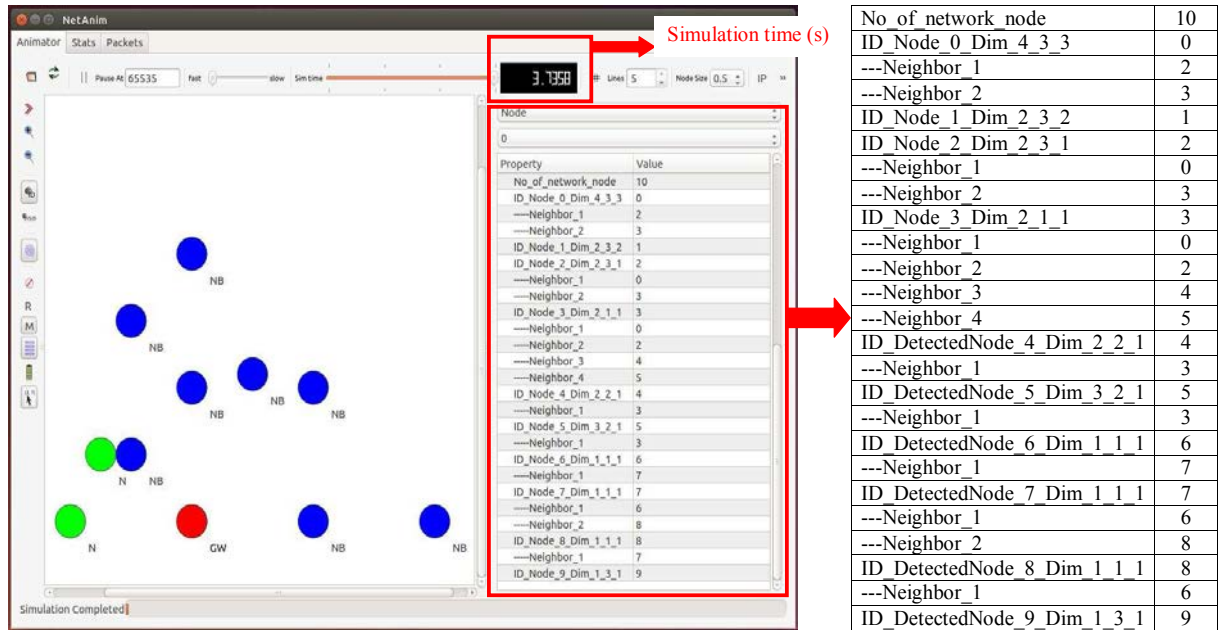 NetAnim
Simulation time (s)
Animator Stats Packets
Pause At 65535 fast slow Sim time 3.7358 # Lines 5 Node Size 0.5 IP »
R
M
NB
NB
NB NB NB
N NB
N GW NB NB
Simulation Completed
Node
0
Property Value
No_of_network_node 10
ID_Node_0_Dim_4_3_3 0
----Neighbor_1 2
----Neighbor_2 3
ID_Node_1_Dim_2_3_2 1
ID_Node_2_Dim_2_3_1 2
----Neighbor_1 0
----Neighbor_2 3
ID_Node_3_Dim_2_1_1 3
----Neighbor_1 0
----Neighbor_2 2
----Neighbor_3 4
----Neighbor_4 5
ID_Node_4_Dim_2_2_1 4
----Neighbor_1 3
ID_Node_5_Dim_3_2_1 5
----Neighbor_1 3
ID_Node_6_Dim_1_1_1 6
----Neighbor_1 7
ID_Node_7_Dim_1_1_1 7
----Neighbor_1 6
----Neighbor_2 8
ID_Node_8_Dim_1_1_1 8
----Neighbor_1 7
ID_Node_9_Dim_1_3_1 9
No_of_network_node 10
ID_Node_0_Dim_4_3_3 0
---Neighbor_1 2
---Neighbor_2 3
ID_Node_1_Dim_2_3_2 1
ID_Node_2_Dim_2_3_1 2
---Neighbor_1 0
---Neighbor_2 3
ID_Node_3_Dim_2_1_1 3
---Neighbor_1 0
---Neighbor_2 2
---Neighbor_3 4
---Neighbor_4 5
ID_DetectedNode_4_Dim_2_2_1 4
---Neighbor_1 3
ID_DetectedNode_5_Dim_3_2_1 5
---Neighbor_1 3
ID_DetectedNode_6_Dim_1_1_1 6
---Neighbor_1 7
ID_DetectedNode_7_Dim_1_1_1 7
---Neighbor_1 6
---Neighbor_2 8
ID_DetectedNode_8_Dim_1_1_1 8
---Neighbor_1 6
ID_DetectedNode_9_Dim_1_3_1 9